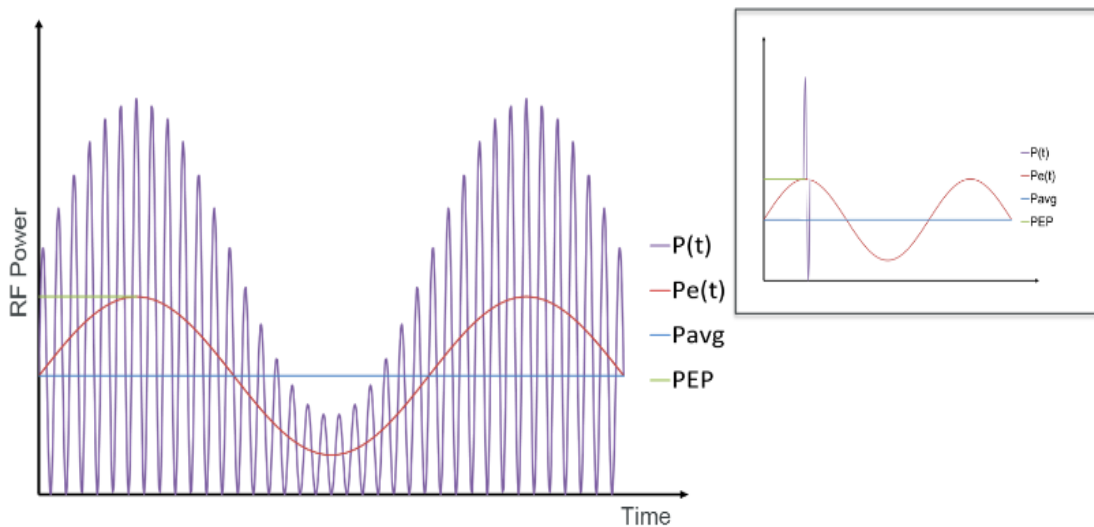 RF Power
P(t)
Pe(t)
Pavg
PEP
Time
P(t)
Pe(t)
Pavg
PEP